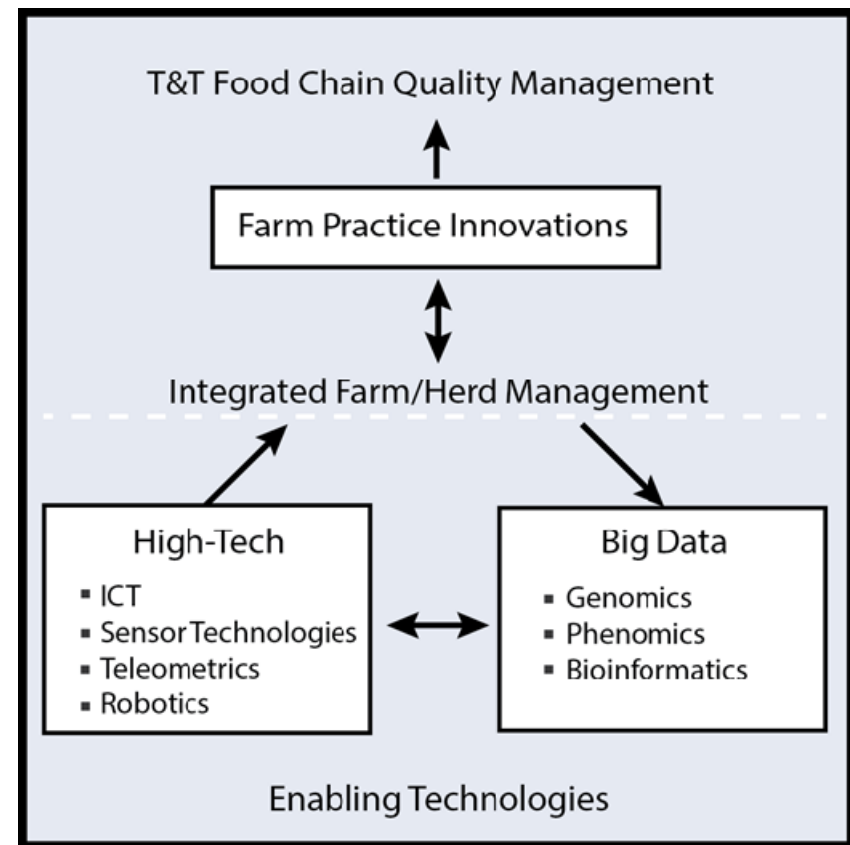 T&T Food Chain Quality Management
Farm Practice Innovations
Integrated Farm/Herd Management
High-Tech
▪ ICT
▪ Sensor Technologies
▪ Teleometrics
▪ Robotics
Big Data
▪ Genomics
▪ Phenomics
▪ Bioinformatics
Enabling Technologies